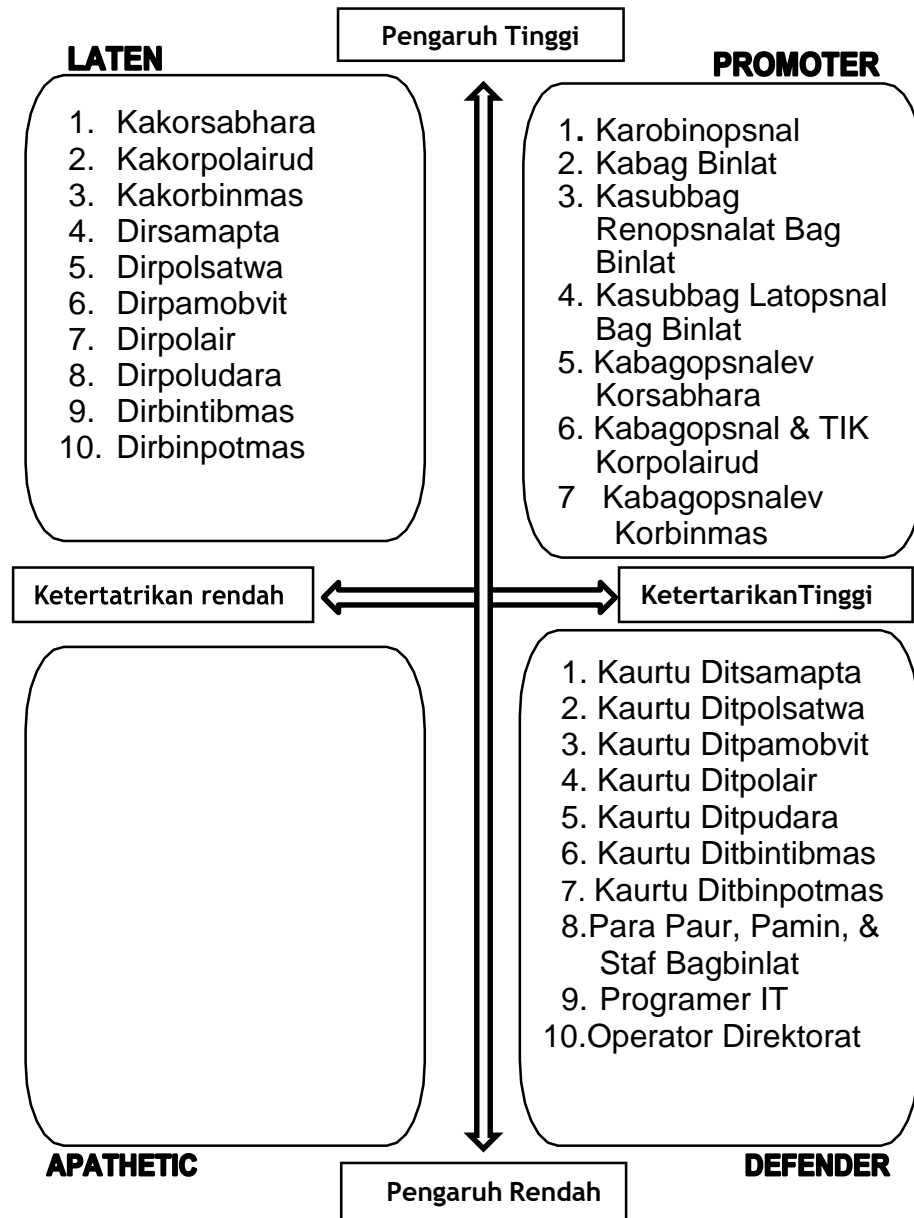 Pengaruh Tinggi
LATEN
1. Kakorsabhara
2. Kakorpolairud
3. Kakorbinmas
4. Dirsamapta
5. Dirpolsatwa
6. Dirpamobvit
7. Dirpolair
8. Dirpoludara
9. Dirbintibmas
10. Dirbinpotmas
PROMOTER
1. Karobinopsnal
2. Kabag Binlat
3. Kasubbag
Renopsnalat Bag
Binlat
4. Kasubbag Latopsnal
Bag Binlat
5. Kabagopsnalev
Korsabhara
6. Kabagopsnal & TIK
Korpolairud
7 Kabagopsnalev
Korbinmas
Ketertatrikan rendah
KetertarikanTinggi
1. Kaurtu Ditsamapta
2. Kaurtu Ditpolsatwa
3. Kaurtu Ditpamobvit
4. Kaurtu Ditpolair
5. Kaurtu Ditpudara
6. Kaurtu Ditbintibmas
7. Kaurtu Ditbinpotmas
8.Para Paur, Pamin, &
Staf Bagbinlat
9. Programer IT
10.Operator Direktorat
APATHETIC
DEFENDER
Pengaruh Rendah